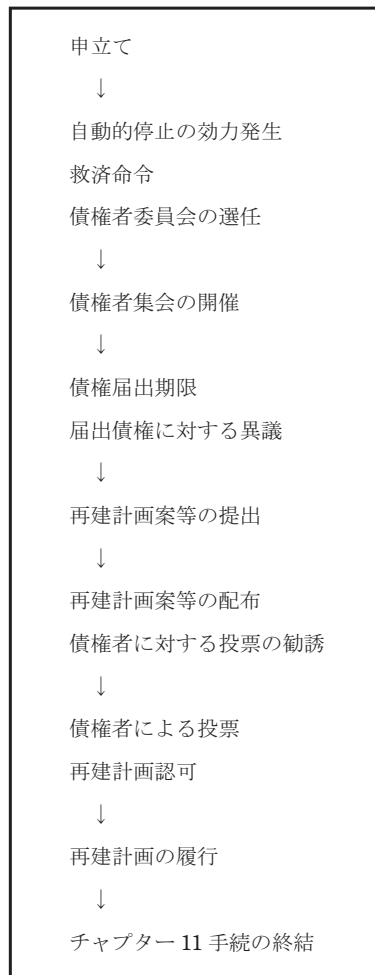 申立て
↓
自動的停止の効力発生
救済命令
債権者委員会の選任
↓
債権者集会の開催
↓
債権届出期限
届出債権に対する異議
↓
再建計画案等の提出
↓
再建計画案等の配布
債権者に対する投票の勧誘
↓
債権者による投票
再建計画認可
↓
再建計画の履行
↓
チャプター 11 手続の終結